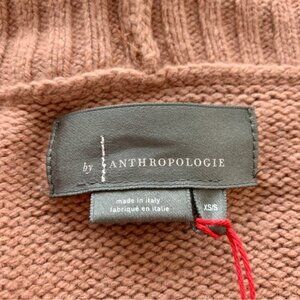 by ANTHROPOLOGIE
made in italy
fabriqué en italie
XS/S